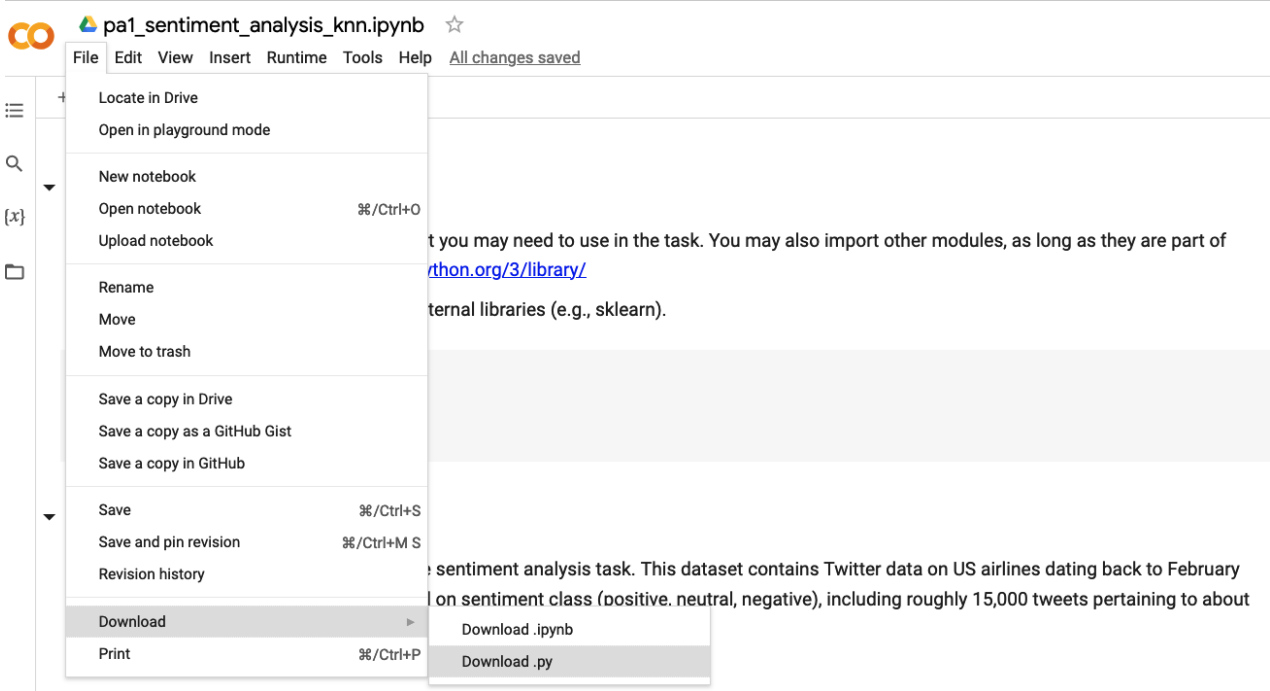 pa1_sentiment_analysis_knn.ipynb
File Edit View Insert Runtime Tools Help All changes saved
+
Locate in Drive
Open in playground mode
New notebook
Open notebook ⌘/Ctrl+O
Upload notebook
Rename
Move
Move to trash
Save a copy in Drive
Save a copy as a GitHub Gist
Save a copy in GitHub
Save ⌘/Ctrl+S
Save and pin revision ⌘/Ctrl+M S
Revision history
Download ►
Print ⌘/Ctrl+P
Download .ipynb
Download .py
{x}
t you may need to use in the task. You may also import other modules, as long as they are part of
ython.org/3/library/
ternal libraries (e.g., sklearn).
sentiment analysis task. This dataset contains Twitter data on US airlines dating back to February
on sentiment class (positive, neutral, negative), including roughly 15,000 tweets pertaining to about